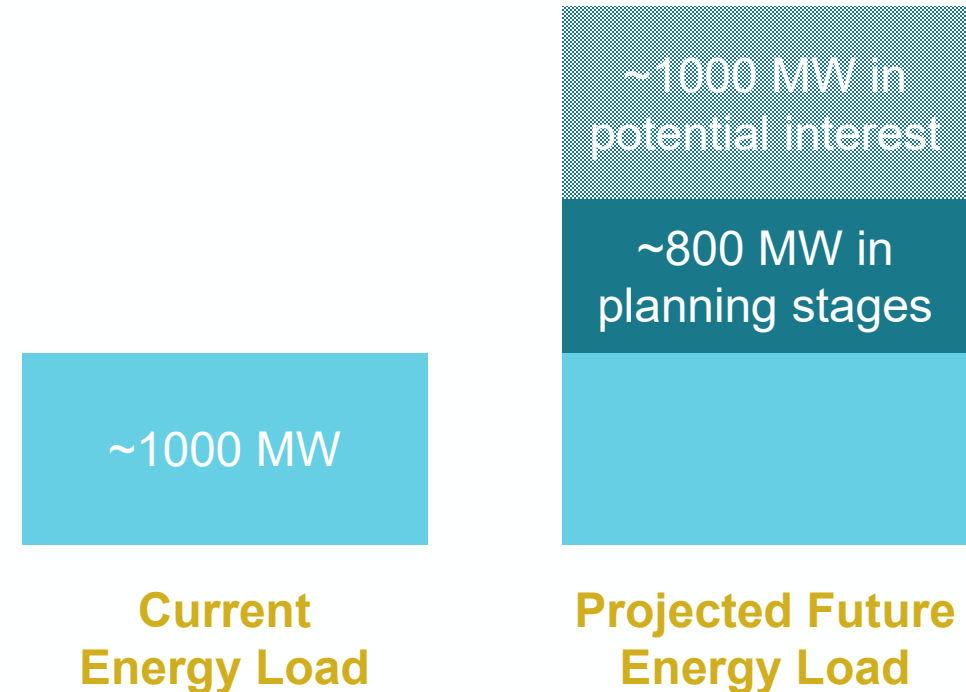 ~1000 MW in
potential interest
~800 MW in
planning stages
~1000 MW
Current
Energy Load
Projected Future
Energy Load